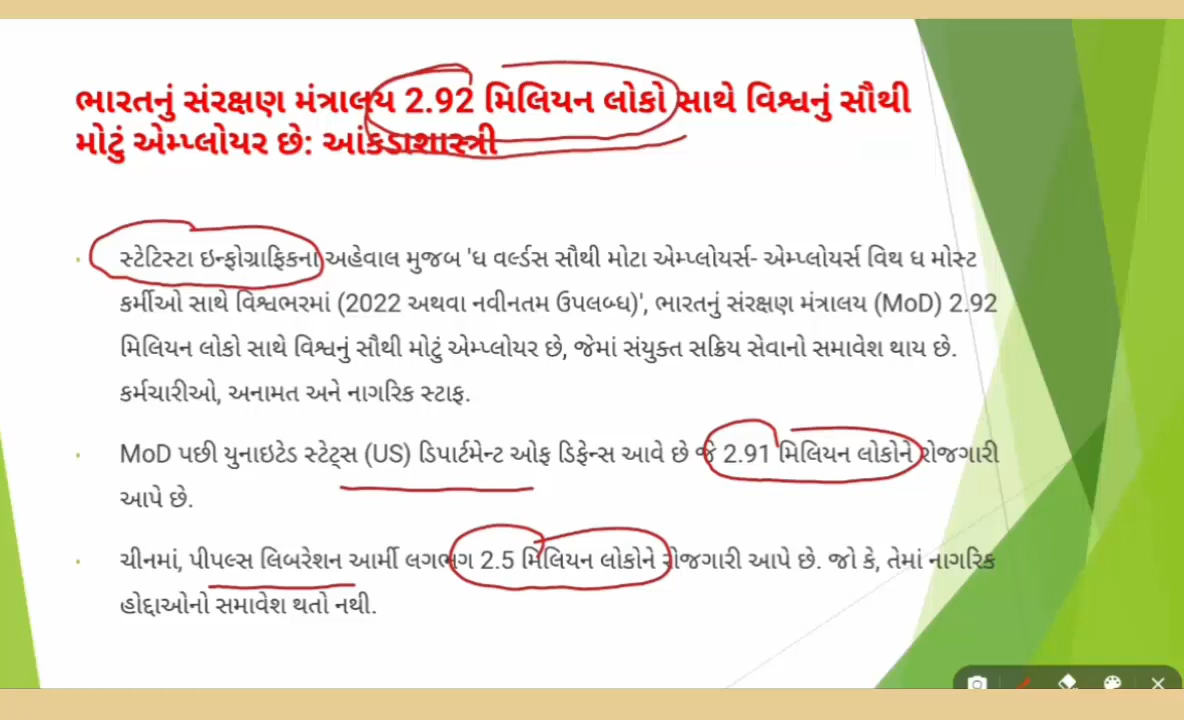 ભારતનું સંરક્ષણ મંત્રાલય 2.92 મિલિયન લોકો સાથે વિશ્વનું સૌથી
મોટું એમ્પ્લોયર છે: આંકડાશાસ્ત્રી
સ્ટેટિસ્ટા ઇન્ફોગ્રાફિકના અહેવાલ મુજબ 'ધ વર્લ્ડસ સૌથી મોટા એમ્પ્લોયર્સ- એમ્પ્લોયર્સ વિથ ધ મોસ્ટ
કર્મીઓ સાથે વિશ્વભરમાં (2022 અથવા નવીનતમ ઉપલબ્ધ)', ભારતનું સંરક્ષણ મંત્રાલય (MoD) 2.92
મિલિયન લોકો સાથે વિશ્વનું સૌથી મોટું એમ્પ્લોયર છે, જેમાં સંયુક્ત સક્રિય સેવાનો સમાવેશ થાય છે.
કર્મચારીઓ, અનામત અને નાગરિક સ્ટાફ.
MoD પછી યુનાઇટેડ સ્ટેટ્સ (US) ડિપાર્ટમેન્ટ ઓફ ડિફેન્સ આવે છે જે 2.91 મિલિયન લોકોને રોજગારી
આપે છે.
ચીનમાં, પીપલ્સ લિબરેશન આર્મી લગભગ 2.5 મિલિયન લોકોને રોજગારી આપે છે. જો કે, તેમાં નાગરિક
હોદ્દાઓનો સમાવેશ થતો નથી.